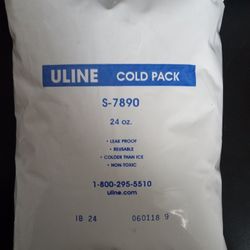 ULINE COLD PACK
S-7890
24 oz.
• LEAK PROOF
• REUSABLE
• COLDER THAN ICE
• NON-TOXIC
1-800-295-5510
uline.com
IB 24 060118 9